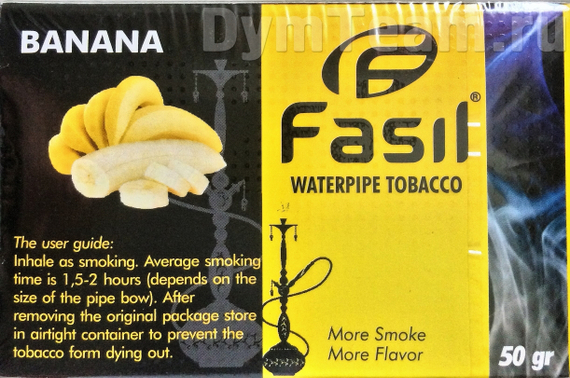 BANANA
DymTeam.ru
Fasıl®
WATERPIPE TOBACCO
The user guide:
Inhale as smoking. Average smoking
time is 1,5-2 hours (depends on the
size of the pipe bow). After
removing the original package store
in airtight container to prevent the
tobacco form dying out.
More Smoke
More Flavor
50 gr